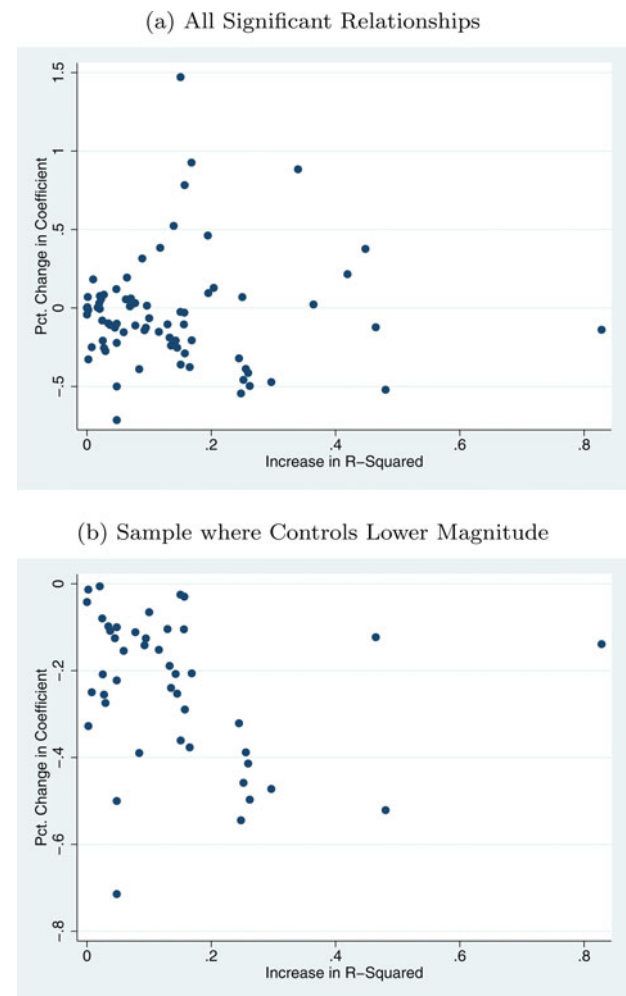 (a) All Significant Relationships
1.5
1
.5
0
-.5
Pct. Change in Coefficient
0 .2 .4 .6 .8
Increase in R-Squared
(b) Sample where Controls Lower Magnitude
0
-.2
-.4
-.6
-.8
Pct. Change in Coefficient
0 .2 .4 .6 .8
Increase in R-Squared